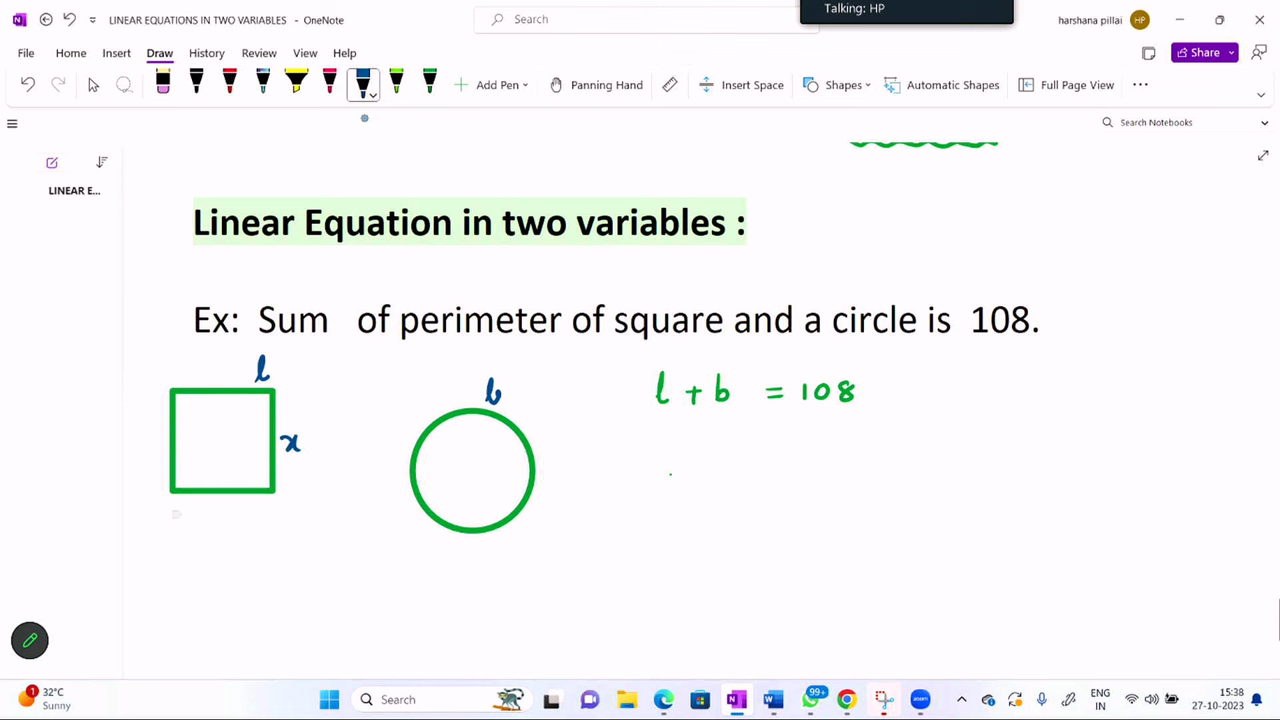 LINEAR EQUATIONS IN TWO VARIABLES - OneNote
Search
Talking: HP
harshana pillai
HP
File Home Insert Draw History Review View Help
Share
Add Pen
Panning Hand
Insert Space
Shapes
Automatic Shapes
Full Page View
Search Notebooks
LINEAR E...
Linear Equation in two variables :
Ex: Sum of perimeter of square and a circle is 108.
l
b
l + b = 108
x
1
32°C
Sunny
Search
99+
zoom
ENG
IN
15:38
27-10-2023